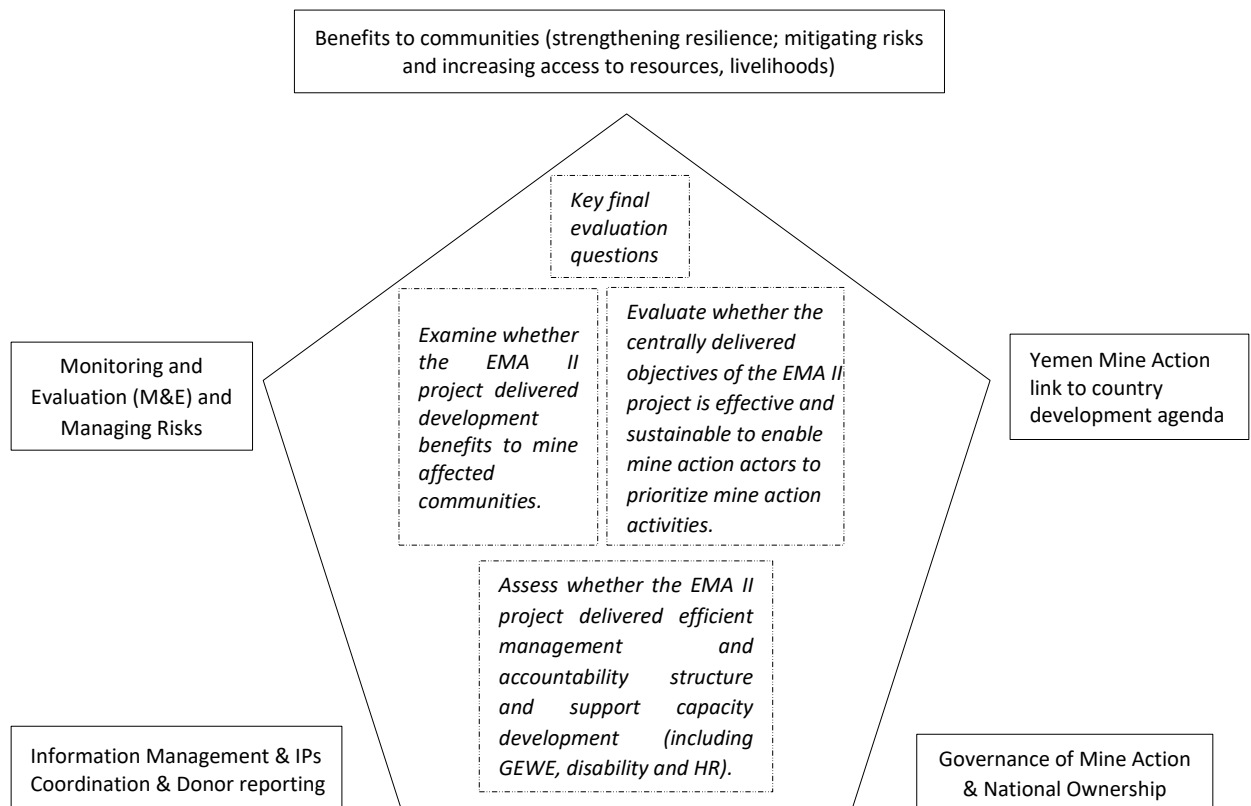 Benefits to communities (strengthening resilience; mitigating risks
and increasing access to resources, livelihoods)
Key final
evaluation
questions
Examine whether
the EMA II
project delivered
development
benefits to mine
affected
communities.
Evaluate whether the
centrally delivered
objectives of the EMA II
project is effective and
sustainable to enable
mine action actors to
prioritize mine action
activities.
Monitoring and
Evaluation (M&E) and
Managing Risks
Yemen Mine Action
link to country
development agenda
Assess whether the EMA II
project delivered efficient
management and
accountability structure
and support capacity
development (including
GEWE, disability and HR).
Information Management & IPs
Coordination & Donor reporting
Governance of Mine Action
& National Ownership